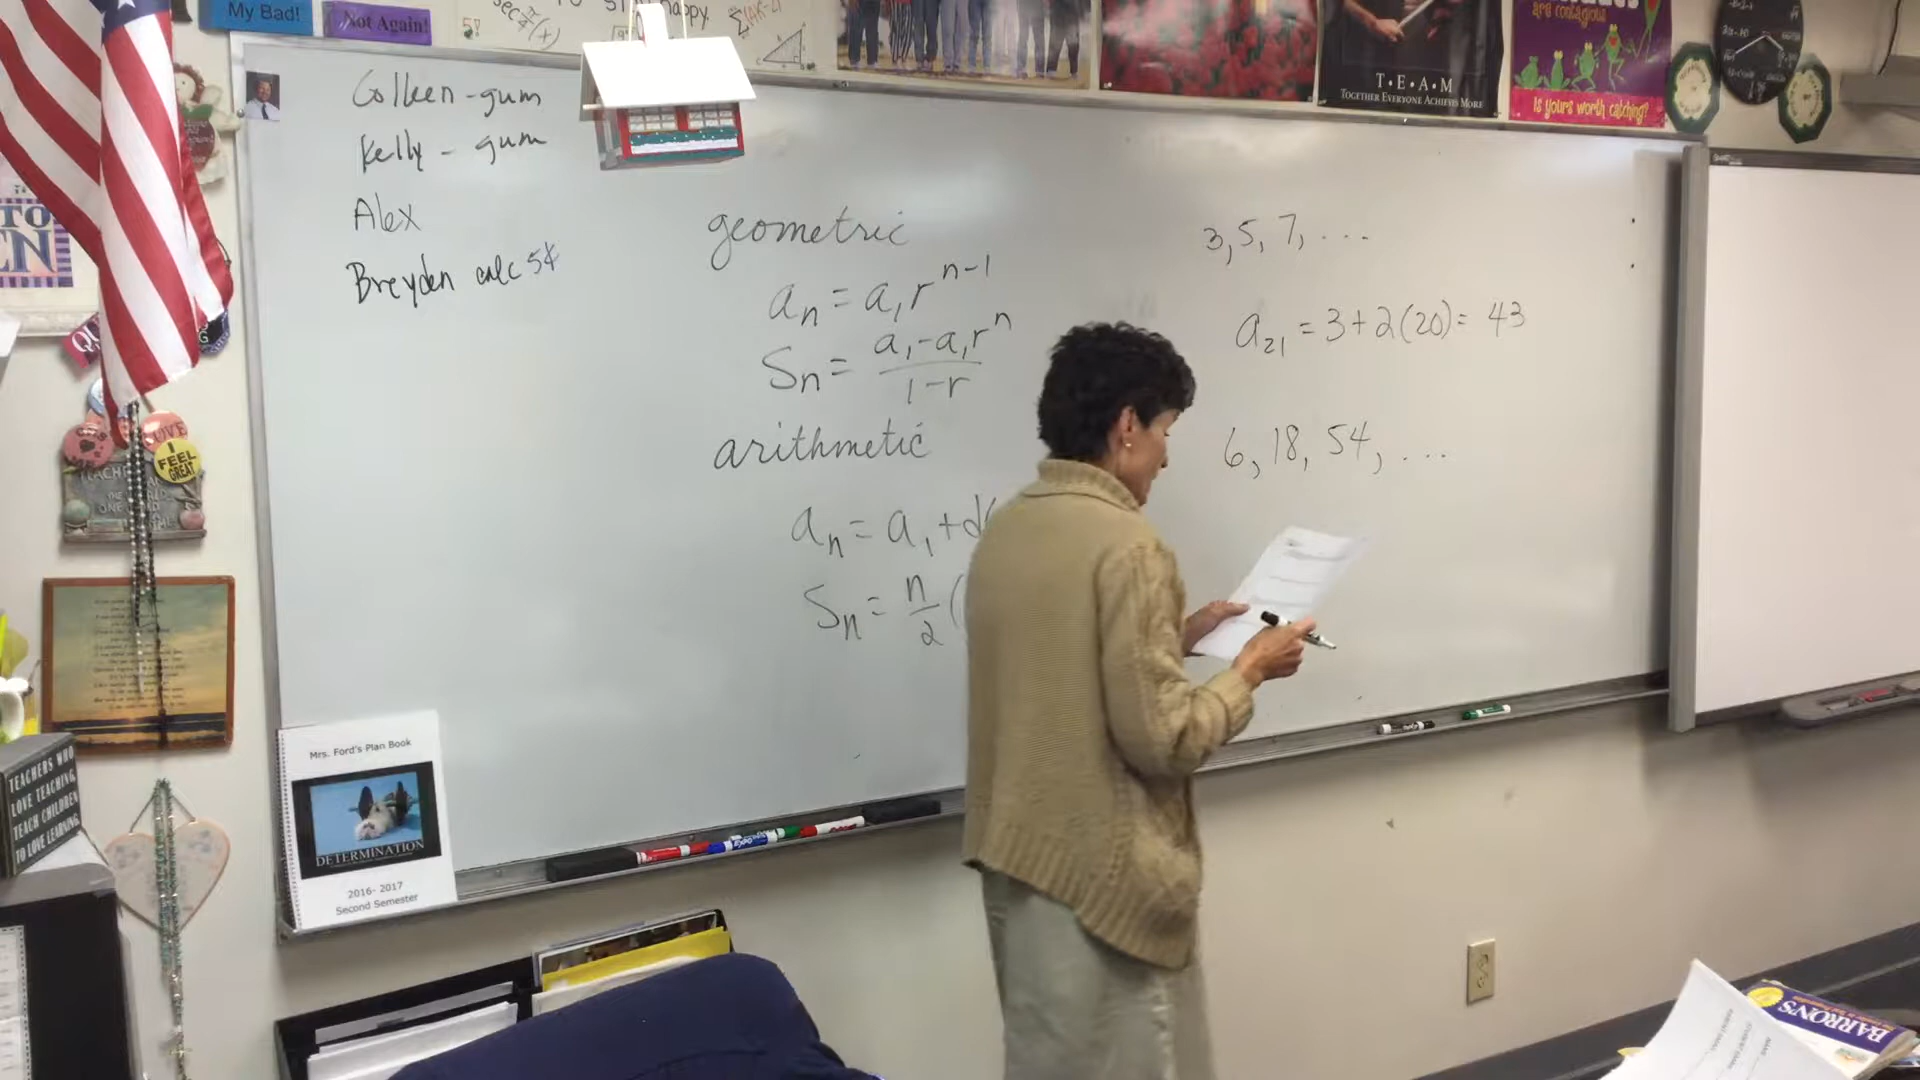 My Bad!
Not Again!
Colleen - gum
Kelly - gum
Alex
Breyden calc 5¢
geometric
aₙ = a₁rⁿ⁻¹
Sₙ = (a₁ - a₁rⁿ) / (1 - r)
arithmetic
aₙ = a₁ + d(
Sₙ = n/2 (
3, 5, 7, ...
a₂₁ = 3 + 2(20) = 43
6, 18, 54, ...
T•E•A•M
TOGETHER EVERYONE ACHIEVES MORE
are contagious
Is yours worth catching?
TO
I
FEEL
GREAT
Mrs. Ford's Plan Book
DETERMINATION
2016- 2017
Second Semester
TEACHERS WHO
LOVE TEACHING,
TEACH CHILDREN
TO LOVE LEARNING.
EXPO
BARRON'S